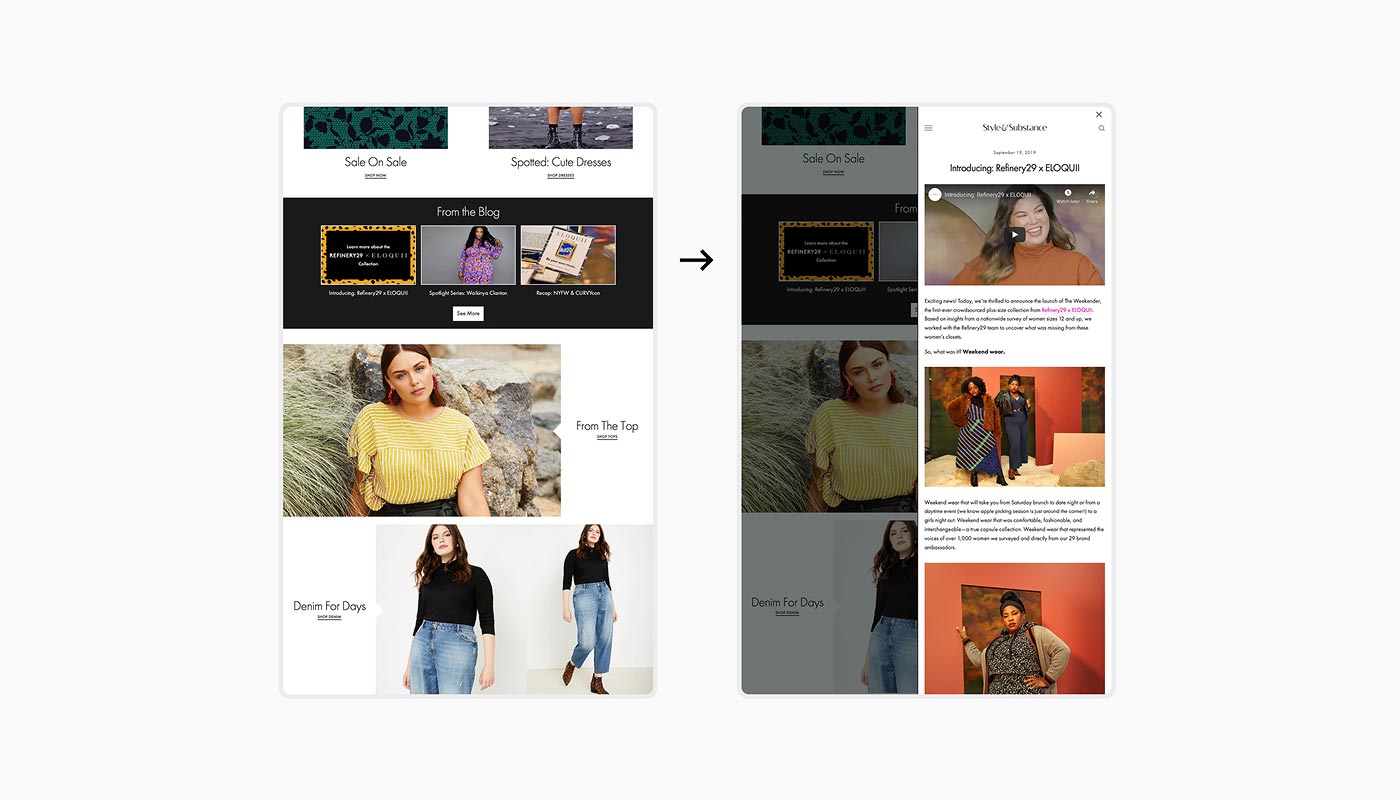 Sale On Sale
SHOP NOW
Spotted: Cute Dresses
SHOP DRESSES
From the Blog
Learn more about the
REFINERY29 × ELOQUII
Collection
Introducing: Refinery29 x ELOQUII
Spotlight Series: Waikinya Clanton
ELOQUII
Recap: NYFW & CURVYcon
See More
From The Top
SHOP TOPS
Denim For Days
SHOP DENIM
Sale On Sale
SHOP NOW
From
Learn more about the
REFINERY29 × ELOQUII
Collection
Introducing: Refinery29 x ELOQUII
Spotlight Ser
S
Denim For Days
SHOP DENIM
Style & Substance
September 19, 2019
Introducing: Refinery29 x ELOQUII
Introducing: Refinery29 x ELOQUII
Watch later
Share
Exciting news! Today, we're thrilled to announce the launch of The Weekender,
the first-ever crowdsourced plus-size collection from Refinery29 x ELOQUII.
Based on insights from a nationwide survey of women sizes 12 and up, we
worked with the Refinery29 team to uncover what was missing from these
women's closets.
So, what was it? Weekend wear.
Weekend wear that will take you from Saturday brunch to date night or from a
daytime event (we know apple picking season is just around the corner!) to a
girls night out. Weekend wear that was comfortable, fashionable, and
interchangeable—a true capsule collection. Weekend wear that represented the
voices of over 1,000 women we surveyed and directly from our 29 brand
ambassadors.